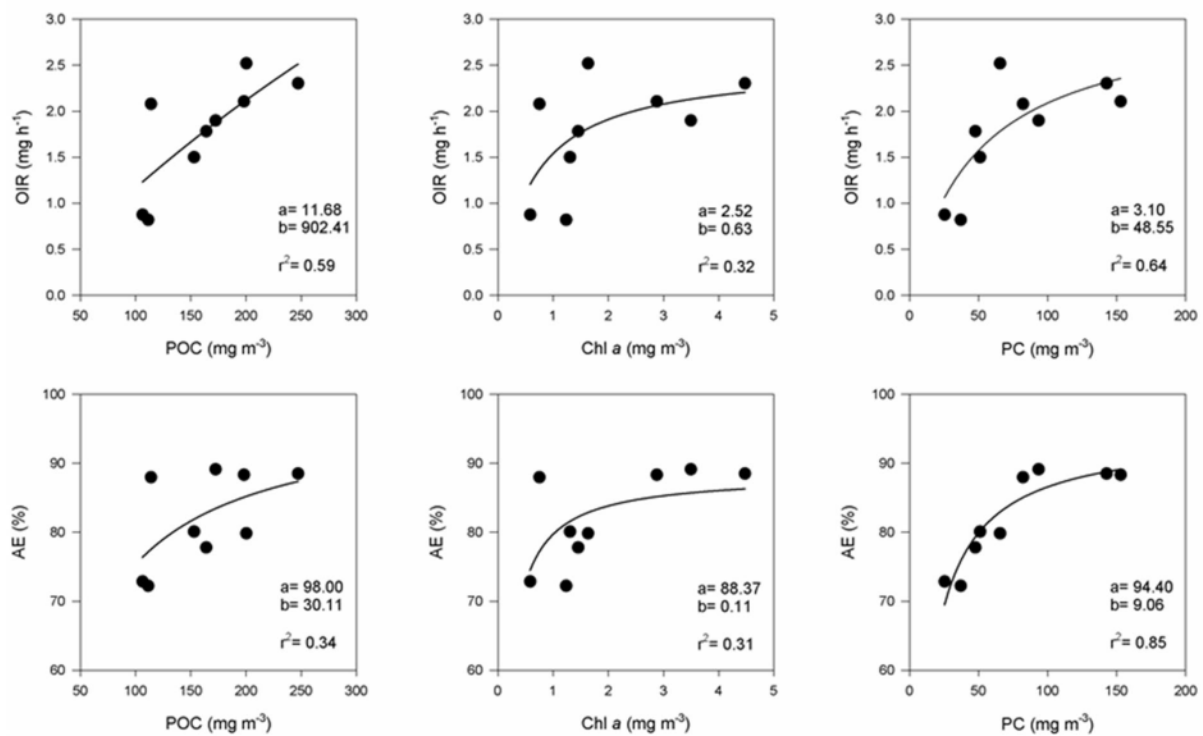 3.0
2.5
2.0
1.5
1.0
0.5
0.0
OIR (mg h⁻¹)
a= 11.68
b= 902.41
r²= 0.59
50 100 150 200 250 300
POC (mg m⁻³)
3.0
2.5
2.0
1.5
1.0
0.5
0.0
OIR (mg h⁻¹)
a= 2.52
b= 0.63
r²= 0.32
0 1 2 3 4 5
Chl a (mg m⁻³)
3.0
2.5
2.0
1.5
1.0
0.5
0.0
OIR (mg h⁻¹)
a= 3.10
b= 48.55
r²= 0.64
0 50 100 150 200
PC (mg m⁻³)
100
90
80
70
60
AE (%)
a= 98.00
b= 30.11
r²= 0.34
50 100 150 200 250 300
POC (mg m⁻³)
100
90
80
70
60
AE (%)
a= 88.37
b= 0.11
r²= 0.31
0 1 2 3 4 5
Chl a (mg m⁻³)
100
90
80
70
60
AE (%)
a= 94.40
b= 9.06
r²= 0.85
0 50 100 150 200
PC (mg m⁻³)